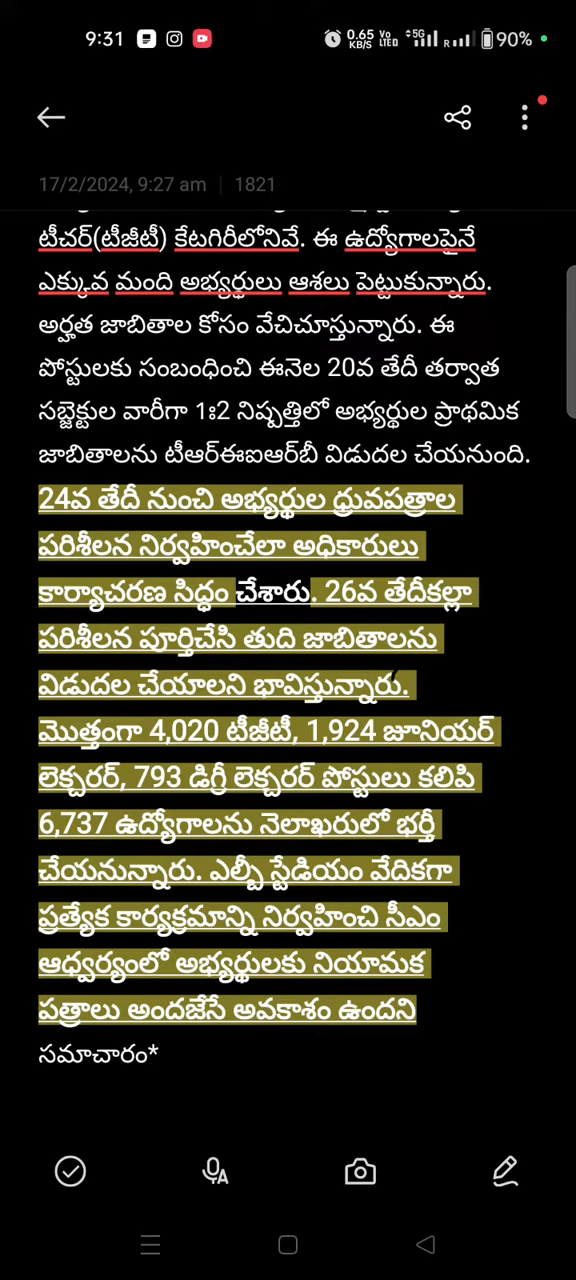 9:31
0.65 KB/S
Vo LTE
5G
R
90%
17/2/2024, 9:27 am | 1821
టీచర్(టీజీటీ) కేటగిరీలోనివే. ఈ ఉద్యోగాలపైనే
ఎక్కువ మంది అభ్యర్థులు ఆశలు పెట్టుకున్నారు.
అర్హత జాబితాల కోసం వేచిచూస్తున్నారు. ఈ
పోస్టులకు సంబంధించి ఈనెల 20వ తేదీ తర్వాత
సబ్జెక్టుల వారీగా 1ః2 నిష్పత్తిలో అభ్యర్థుల ప్రాథమిక
జాబితాలను టీఆర్ఈఐఆర్‌బీ విడుదల చేయనుంది.
24వ తేదీ నుంచి అభ్యర్థుల ధ్రువపత్రాల
పరిశీలన నిర్వహించేలా అధికారులు
కార్యాచరణ సిద్ధం చేశారు. 26వ తేదీకల్లా
పరిశీలన పూర్తిచేసి తుది జాబితాలను
విడుదల చేయాలని భావిస్తున్నారు.
మొత్తంగా 4,020 టీజీటీ, 1,924 జూనియర్
లెక్చరర్, 793 డిగ్రీ లెక్చరర్ పోస్టులు కలిపి
6,737 ఉద్యోగాలను నెలాఖరులో భర్తీ
చేయనున్నారు. ఎల్బీ స్టేడియం వేదికగా
ప్రత్యేక కార్యక్రమాన్ని నిర్వహించి సీఎం
ఆధ్వర్యంలో అభ్యర్థులకు నియామక
పత్రాలు అందజేసే అవకాశం ఉందని
సమాచారం*